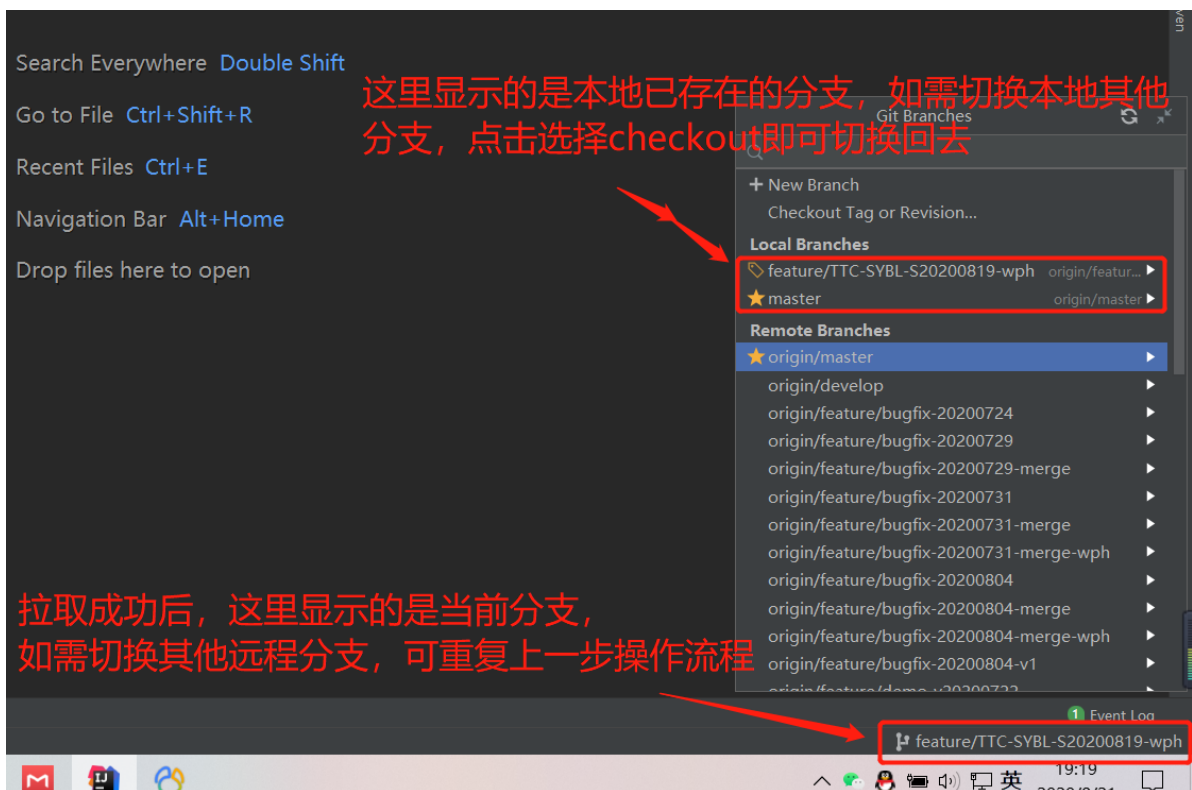 ven
Search Everywhere Double Shift
Go to File Ctrl+Shift+R
Recent Files Ctrl+E
Navigation Bar Alt+Home
Drop files here to open
这里显示的是本地已存在的分支，如需切换本地其他
分支，点击选择checkout即可切换回去
Git Branches
+ New Branch
Checkout Tag or Revision...
Local Branches
feature/TTC-SYBL-S20200819-wph origin/featur...
master origin/master
Remote Branches
origin/master
origin/develop
origin/feature/bugfix-20200724
origin/feature/bugfix-20200729
origin/feature/bugfix-20200729-merge
origin/feature/bugfix-20200731
origin/feature/bugfix-20200731-merge
origin/feature/bugfix-20200731-merge-wph
origin/feature/bugfix-20200804
origin/feature/bugfix-20200804-merge
origin/feature/bugfix-20200804-merge-wph
origin/feature/bugfix-20200804-v1
拉取成功后，这里显示的是当前分支，
如需切换其他远程分支，可重复上一步操作流程
1 Event Log
feature/TTC-SYBL-S20200819-wph
M
IJ
英
19:19